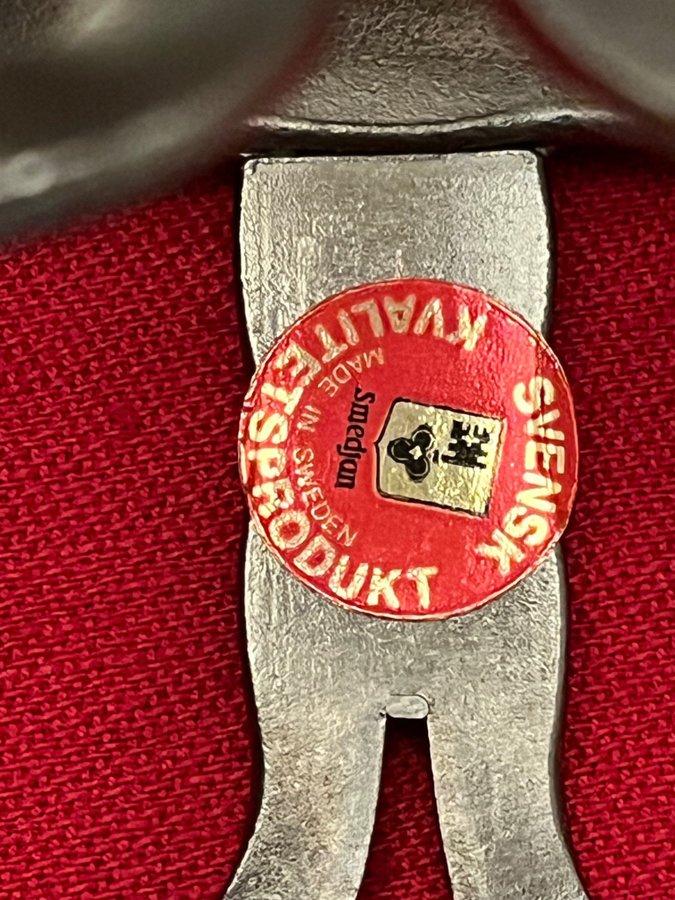 SVENSK
Smedjan
MADE IN SWEDEN
KVALITETSPRODUKT